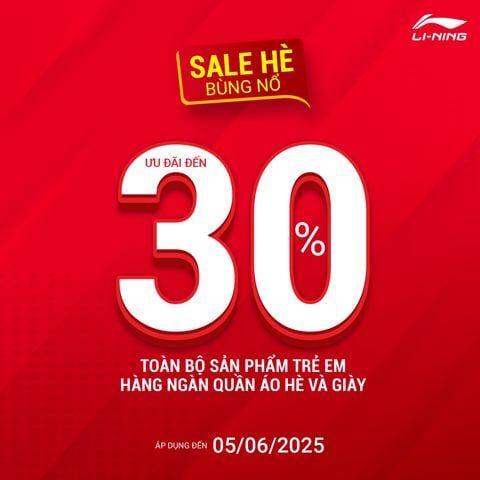 LI-NING
SALE HÈ
BÙNG NỔ
ƯU ĐÃI ĐẾN
30%
TOÀN BỘ SẢN PHẨM TRẺ EM
HÀNG NGÀN QUẦN ÁO HÈ VÀ GIÀY
ÁP DỤNG ĐẾN 05/06/2025